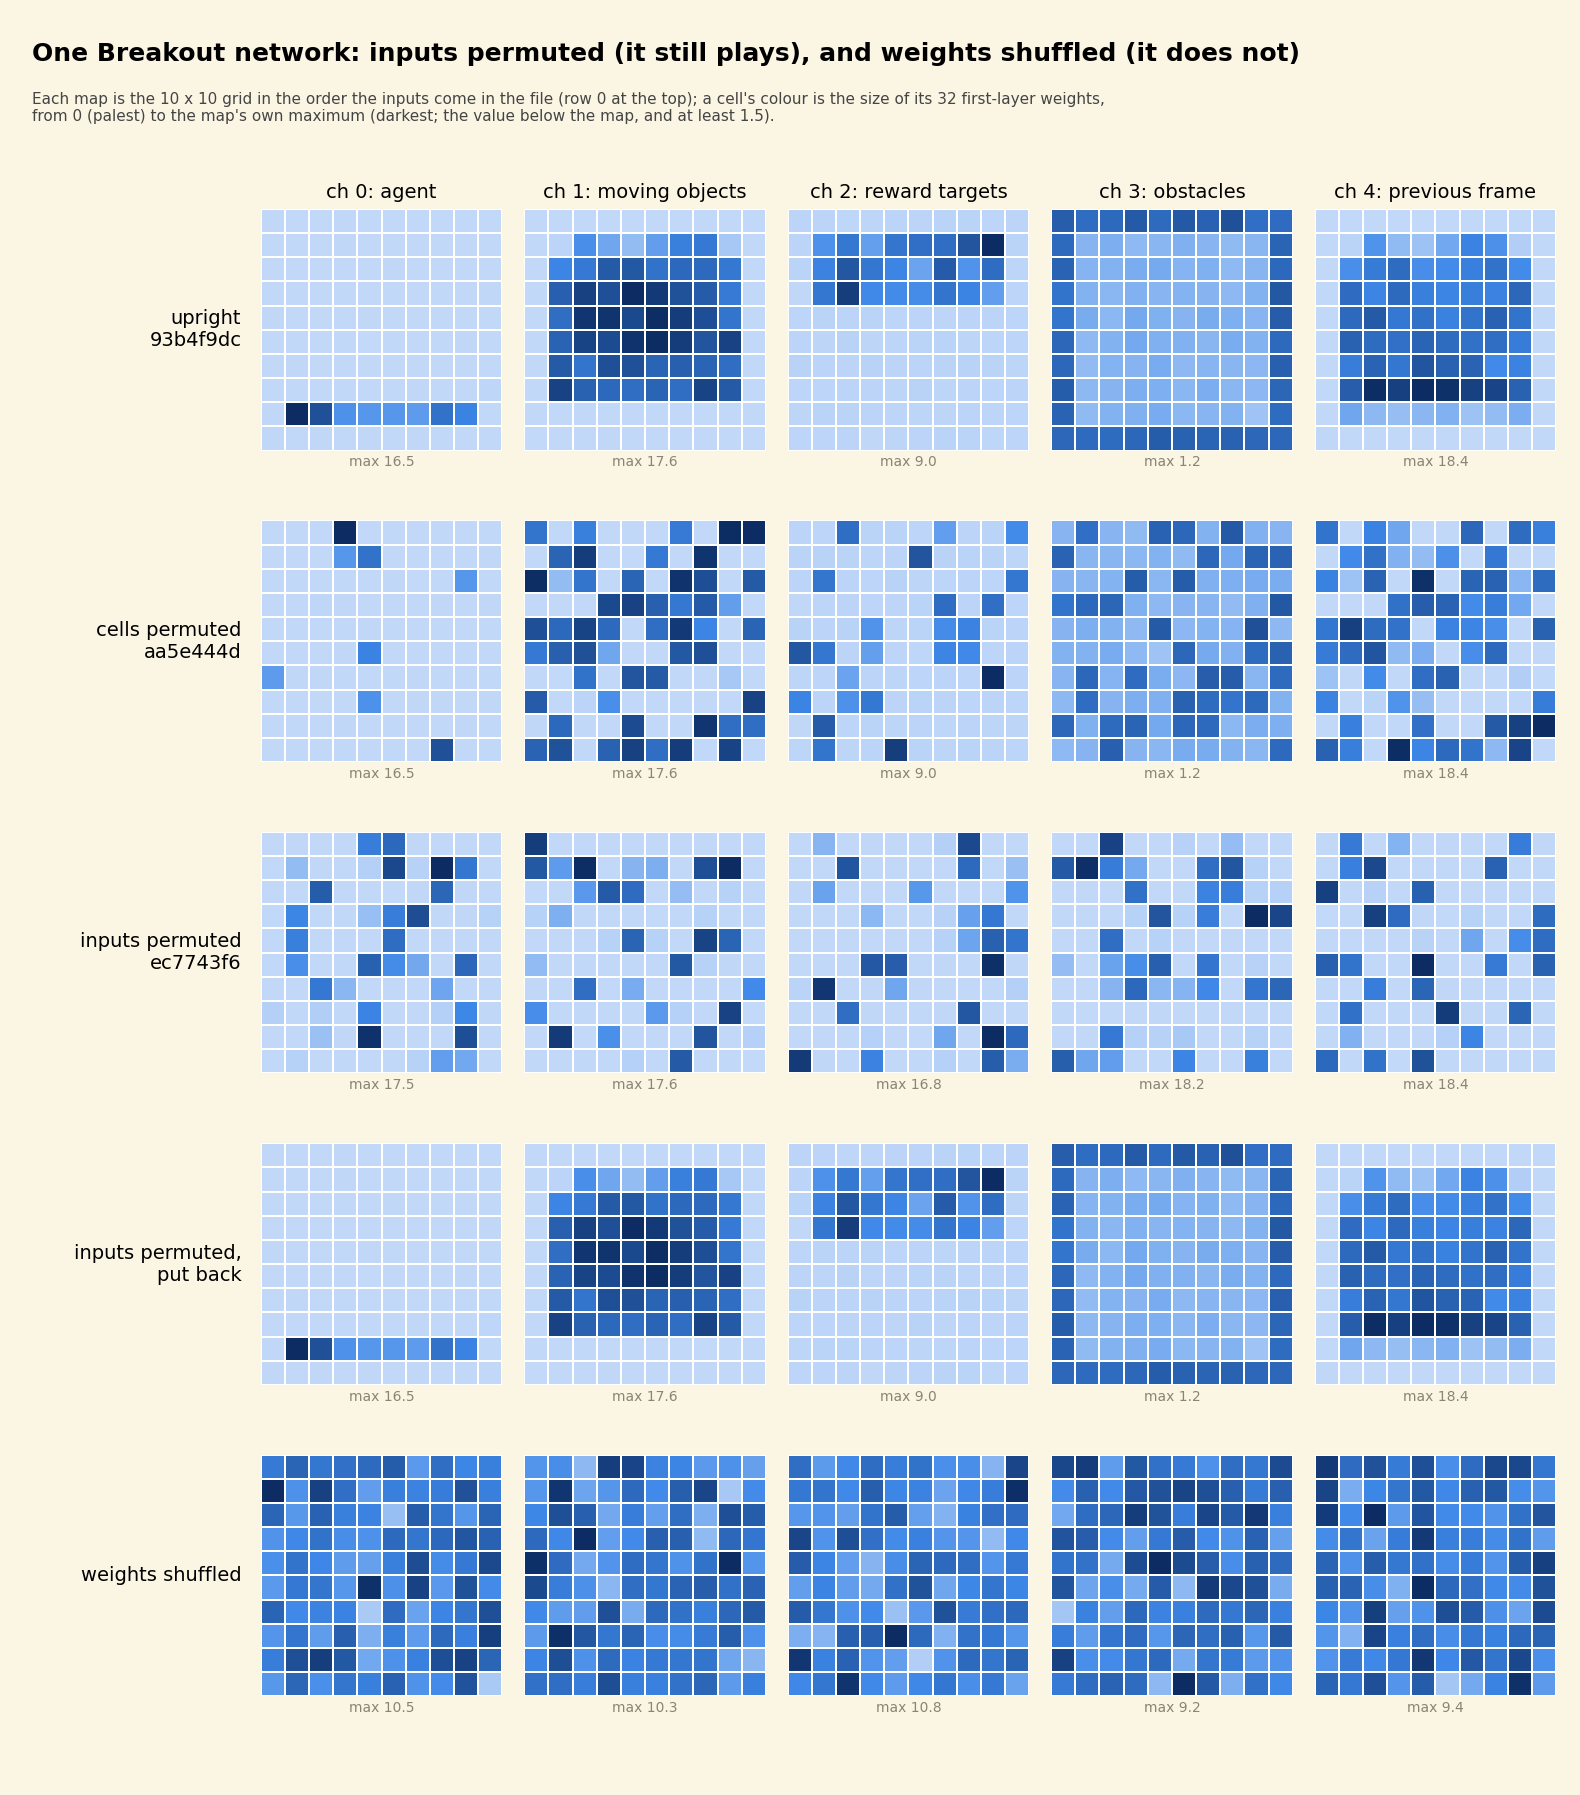 One Breakout network: inputs permuted (it still plays), and weights shuffled (it does not)
Each map is the 10 x 10 grid in the order the inputs come in the file (row 0 at the top); a cell's colour is the size of its 32 first-layer weights,
from 0 (palest) to the map's own maximum (darkest; the value below the map, and at least 1.5).
ch 0: agent
ch 1: moving objects
ch 2: reward targets
ch 3: obstacles
ch 4: previous frame
upright
93b4f9dc
max 16.5
max 17.6
max 9.0
max 1.2
max 18.4
cells permuted
aa5e444d
max 16.5
max 17.6
max 9.0
max 1.2
max 18.4
inputs permuted
ec7743f6
max 17.5
max 17.6
max 16.8
max 18.2
max 18.4
inputs permuted,
put back
max 16.5
max 17.6
max 9.0
max 1.2
max 18.4
weights shuffled
max 10.5
max 10.3
max 10.8
max 9.2
max 9.4